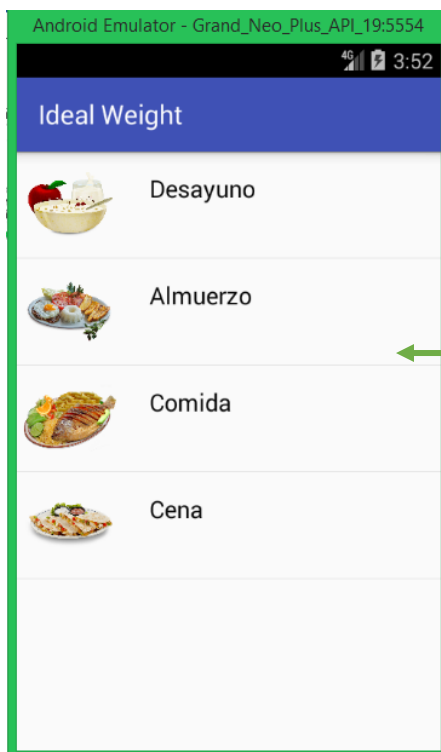 Android Emulator - Grand_Neo_Plus_API_19:5554
4G 3:52
Ideal Weight
Desayuno
Almuerzo
Comida
Cena